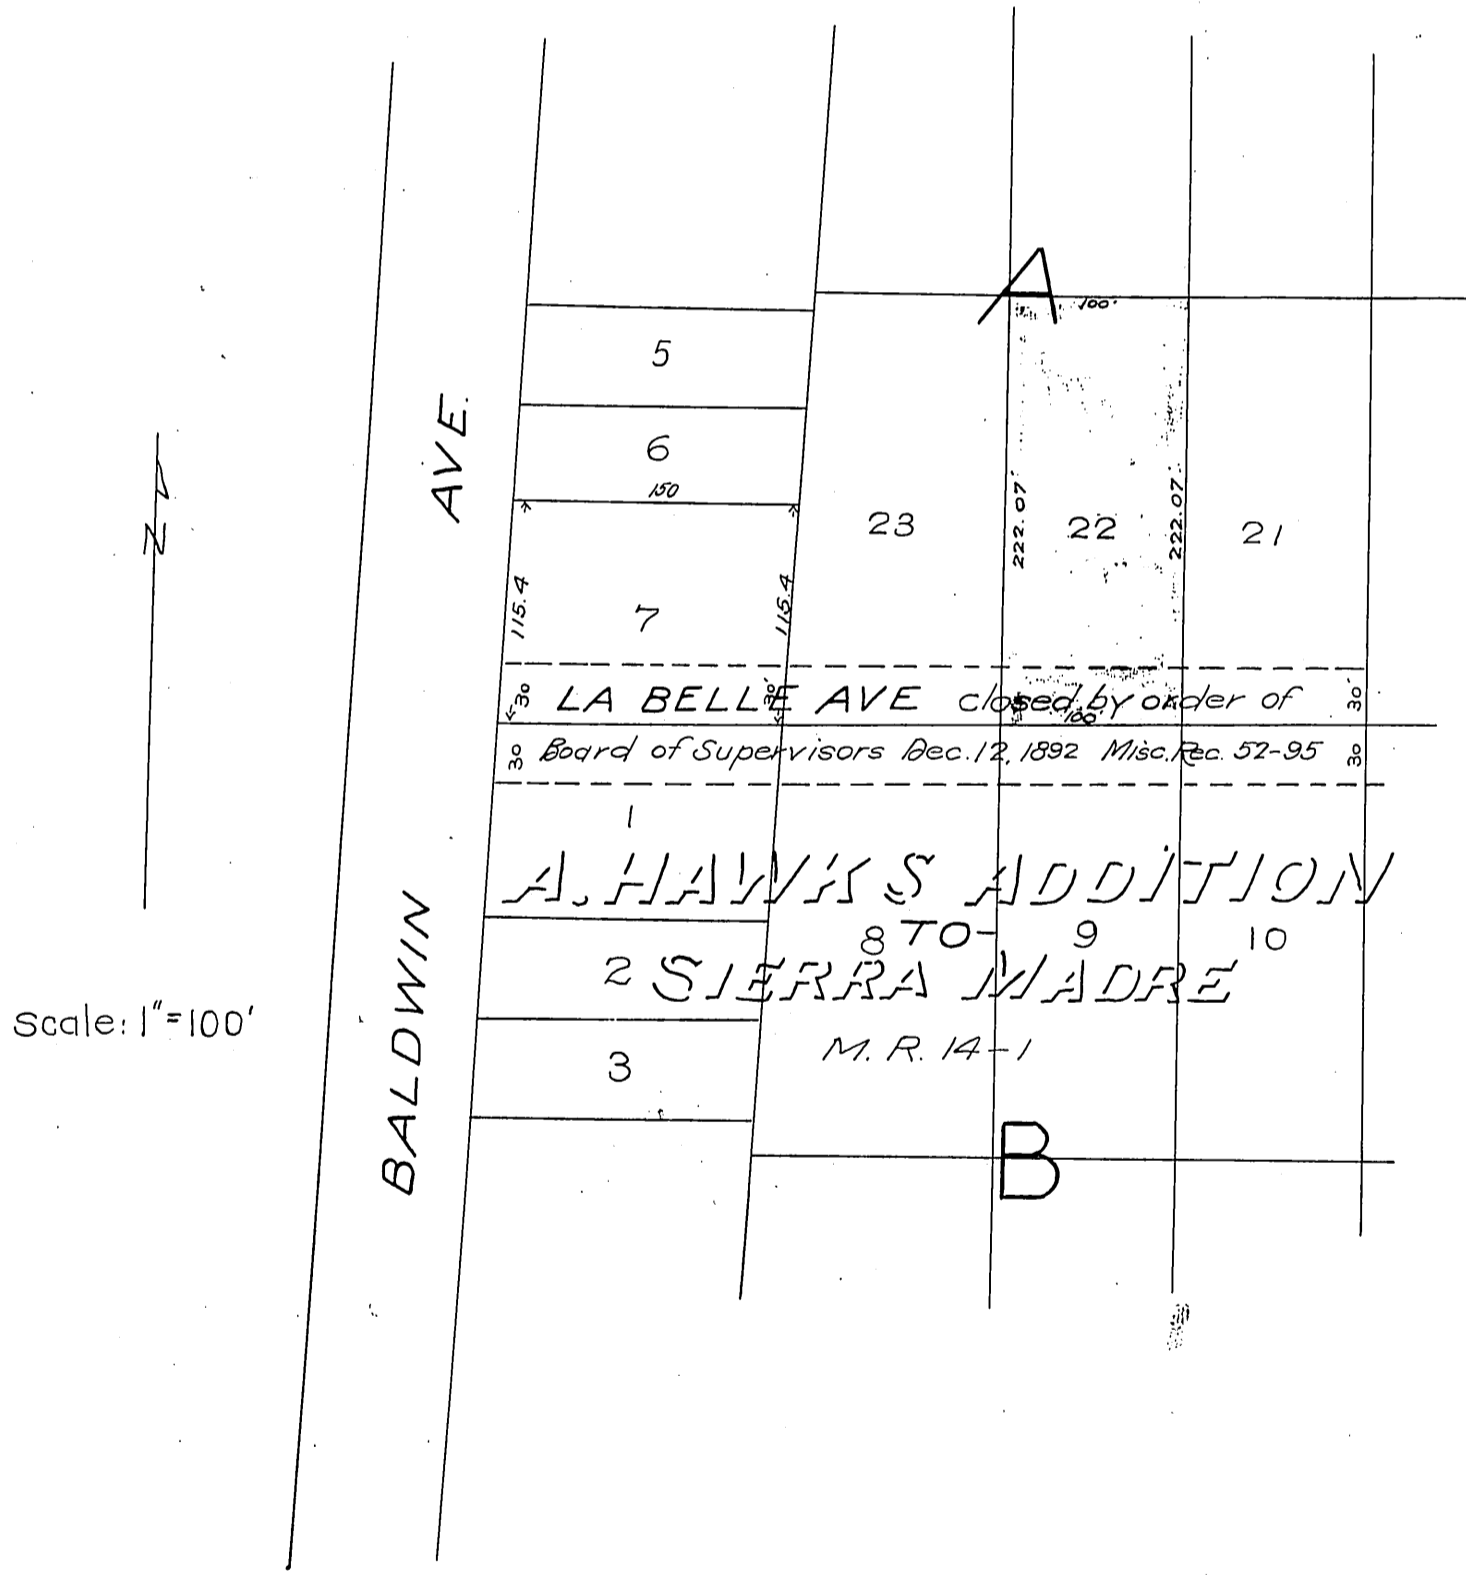 A
100'
5
6
150
23
222.07'
22
222.07'
21
115.4
7
115.4
30
LA BELLE AVE closed by order of
30'
30'
100'
30
Board of Supervisors Dec. 12, 1892 Misc. Rec. 52-95
30
1
A. HAWKS ADDITION
8 TO 9 10
2 SIERRA MADRE
3
M. R. 14-1
B
BALDWIN AVE.
N
Scale: 1"=100'